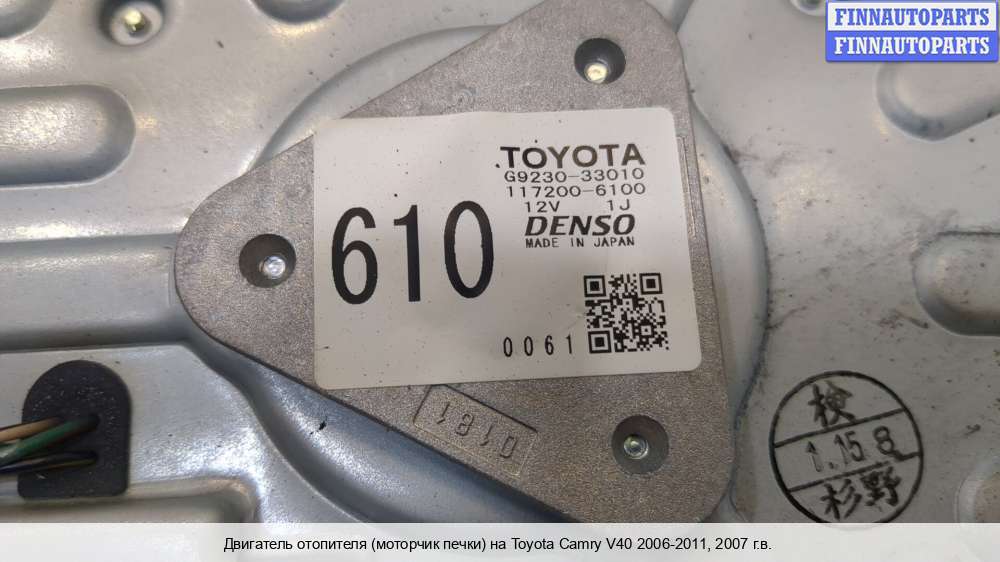 FINNAUTOPARTS
FINNAUTOPARTS
TOYOTA
G9230-33010
117200-6100
12V 1J
DENSO
MADE IN JAPAN
610
0061
0181
検
1.15 8
杉野
Двигатель отопителя (моторчик печки) на Toyota Camry V40 2006-2011, 2007 г.в.